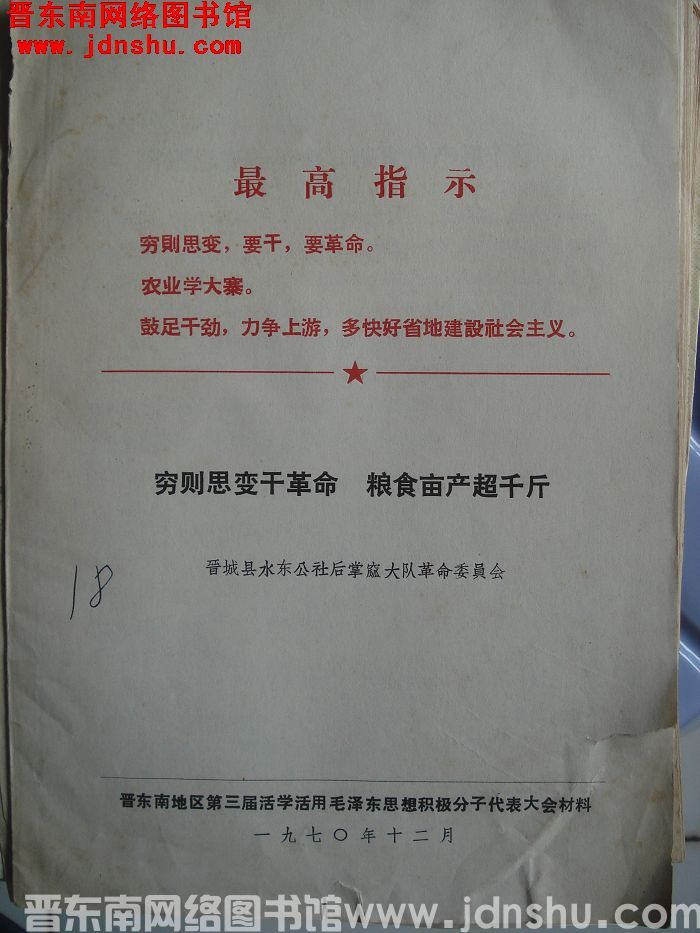 晋东南网络图书馆
www.jdnshu.com
最高指示
穷則思变，要干，要革命。
农业学大寨。
鼓足干劲，力争上游，多快好省地建設社会主义。
穷则思变干革命 粮食亩产超千斤
晋城县水东公社后掌窊大队革命委員会
18
晋东南地区第三届活学活用毛泽东思想积极分子代表大会材料
一九七〇年十二月
晋东南网络图书馆www.jdnshu.com